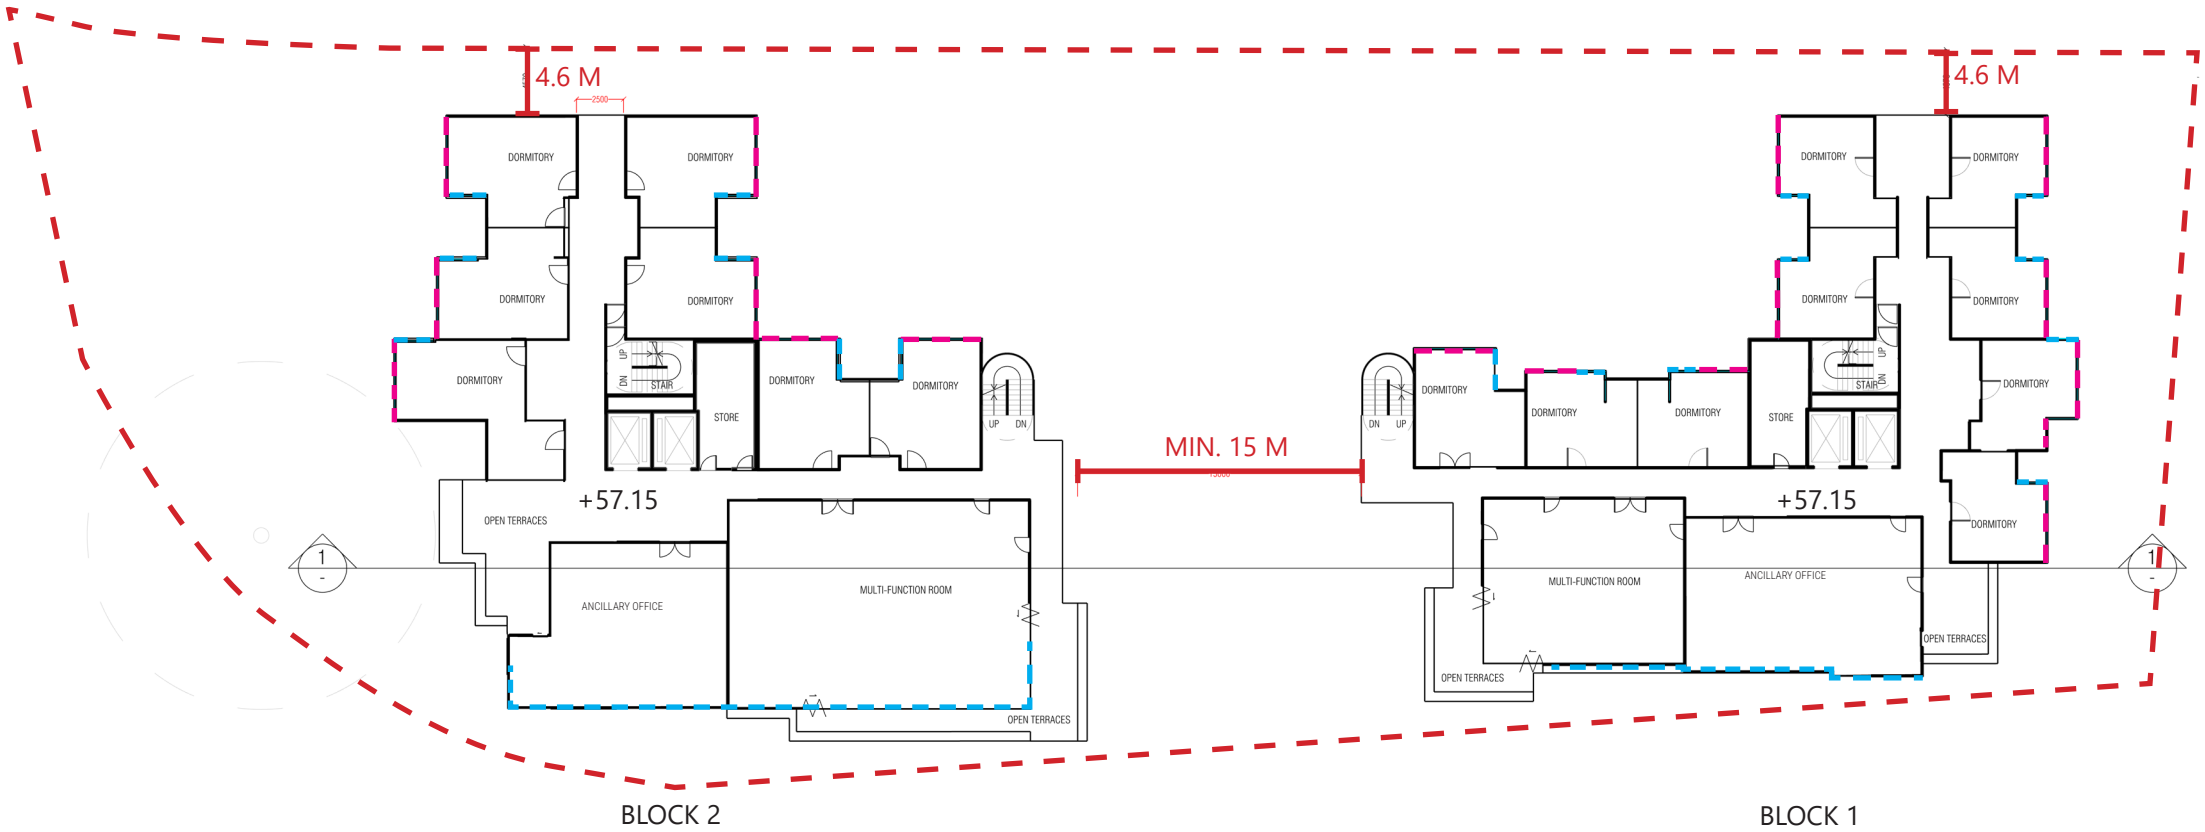 4.6 M
4.6 M
2500
DORMITORY
DORMITORY
DORMITORY
DORMITORY
DORMITORY
DORMITORY
DORMITORY
DORMITORY
UP
DN
STAIR
UP
DN
STAIR
DORMITORY
DORMITORY
DORMITORY
DORMITORY
DORMITORY
DORMITORY
DORMITORY
STORE
DORMITORY
DORMITORY
STORE
UP DN
DN UP
MIN. 15 M
15000
+57.15
+57.15
OPEN TERRACES
DORMITORY
1
-
1
-
MULTI-FUNCTION ROOM
ANCILLARY OFFICE
MULTI-FUNCTION ROOM
ANCILLARY OFFICE
OPEN TERRACES
OPEN TERRACES
OPEN TERRACES
BLOCK 2
BLOCK 1